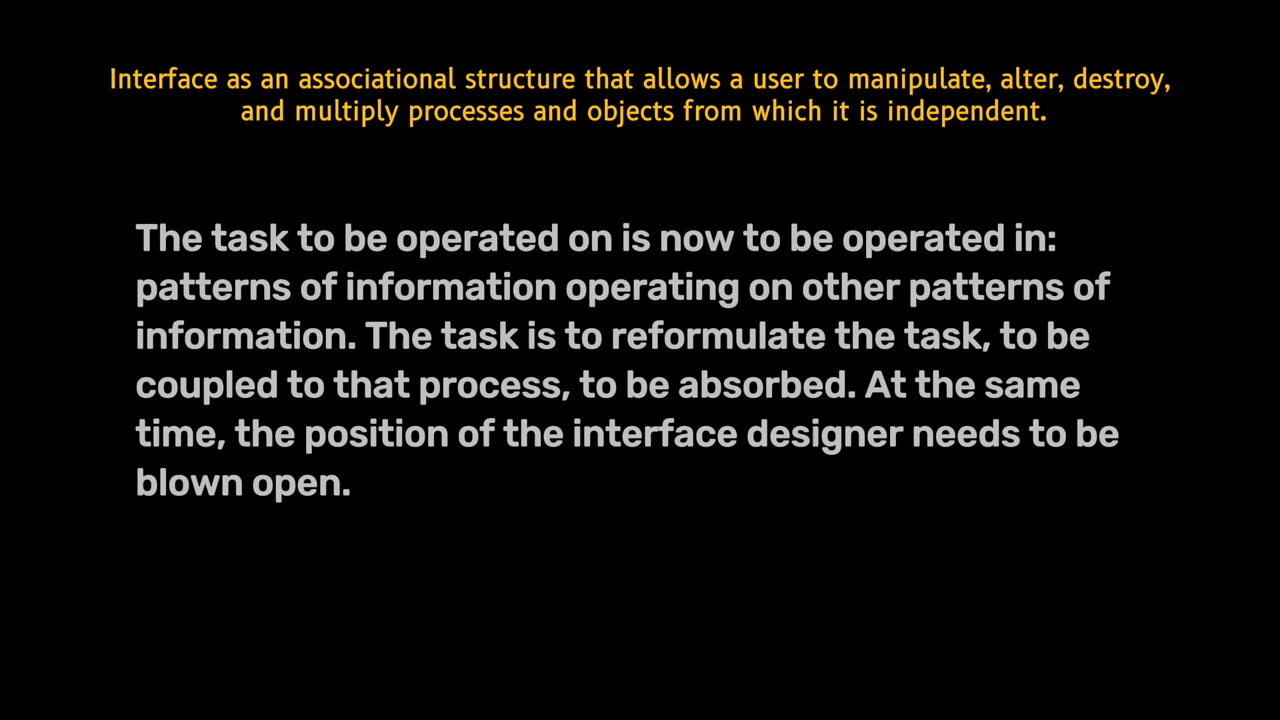 Interface as an associational structure that allows a user to manipulate, alter, destroy,
and multiply processes and objects from which it is independent.
The task to be operated on is now to be operated in:
patterns of information operating on other patterns of
information. The task is to reformulate the task, to be
coupled to that process, to be absorbed. At the same
time, the position of the interface designer needs to be
blown open.